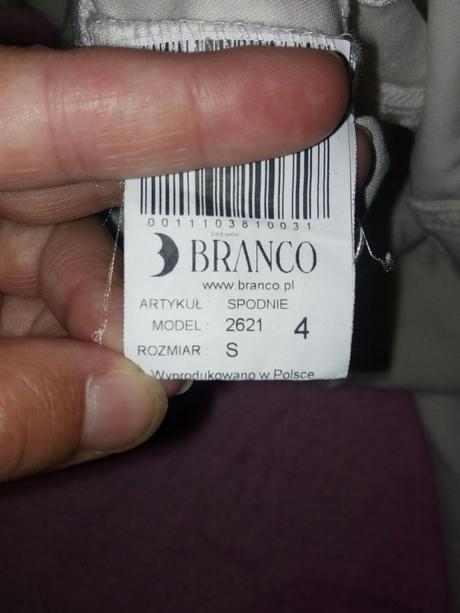 0011103810031
BRANCO
www.branco.pl
ARTYKUŁ : SPODNIE
MODEL : 2621 4
ROZMIAR : S
Wyprodukowano w Polsce